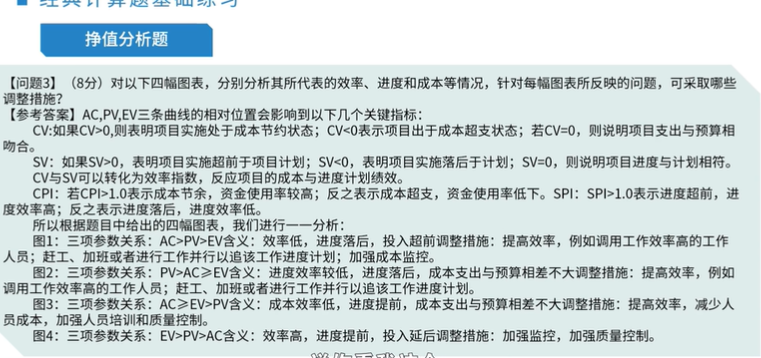 ■ 经典计算题基础练习
挣值分析题
【问题3】（8分）对以下四幅图表，分别分析其所代表的效率、进度和成本等情况，针对每幅图表所反映的问题，可采取哪些
调整措施？
【参考答案】AC,PV,EV三条曲线的相对位置会影响到以下几个关键指标：
CV:如果CV>0,则表明项目实施处于成本节约状态；CV<0表示项目出于成本超支状态；若CV=0，则说明项目支出与预算相
吻合。
SV：如果SV>0，表明项目实施超前于项目计划；SV<0，表明项目实施落后于计划；SV=0，则说明项目进度与计划相符。
CV与SV可以转化为效率指数，反应项目的成本与进度计划绩效。
CPI：若CPI>1.0表示成本节余，资金使用率较高；反之表示成本超支，资金使用率低下。SPI：SPI>1.0表示进度超前，进
度效率高；反之表示进度落后，进度效率低。
所以根据题目中给出的四幅图表，我们进行一一分析：
图1：三项参数关系：AC>PV>EV含义：效率低，进度落后，投入超前调整措施：提高效率，例如调用工作效率高的工作
人员；赶工、加班或者进行工作并行以追该工作进度计划；加强成本监控。
图2：三项参数关系：PV>AC≥EV含义：进度效率较低，进度落后，成本支出与预算相差不大调整措施：提高效率，例如
调用工作效率高的工作人员；赶工、加班或者进行工作并行以追该工作进度计划。
图3：三项参数关系：AC≥EV>PV含义：成本效率低，进度提前，成本支出与预算相差不大调整措施：提高效率，减少人
员成本，加强人员培训和质量控制。
图4：三项参数关系：EV>PV>AC含义：效率高，进度提前，投入延后调整措施：加强监控，加强质量控制。